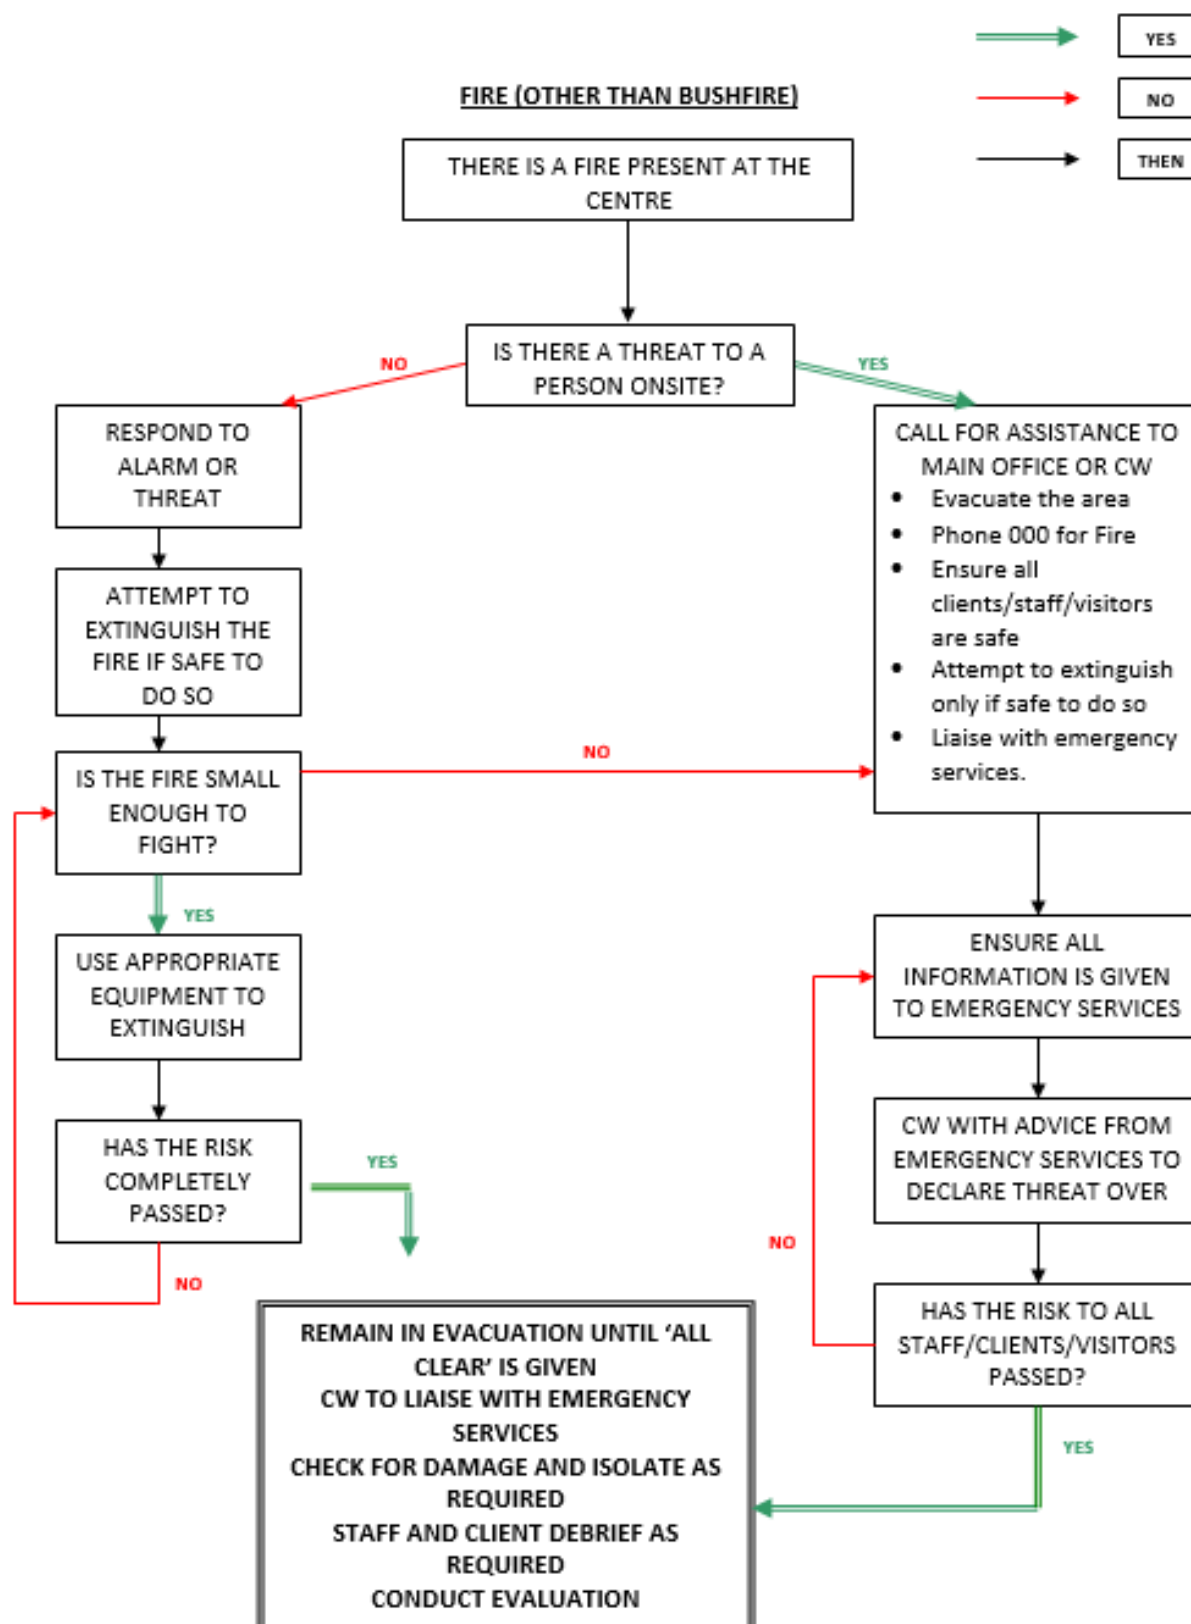 YES
FIRE (OTHER THAN BUSHFIRE)
NO
THEN
THERE IS A FIRE PRESENT AT THE
CENTRE
IS THERE A THREAT TO A
PERSON ONSITE?
NO
YES
RESPOND TO
ALARM OR
THREAT
ATTEMPT TO
EXTINGUISH THE
FIRE IF SAFE TO
DO SO
IS THE FIRE SMALL
ENOUGH TO
FIGHT?
NO
YES
USE APPROPRIATE
EQUIPMENT TO
EXTINGUISH
HAS THE RISK
COMPLETELY
PASSED?
YES
NO
CALL FOR ASSISTANCE TO
MAIN OFFICE OR CW
• Evacuate the area
• Phone 000 for Fire
• Ensure all
clients/staff/visitors
are safe
• Attempt to extinguish
only if safe to do so
• Liaise with emergency
services.
ENSURE ALL
INFORMATION IS GIVEN
TO EMERGENCY SERVICES
CW WITH ADVICE FROM
EMERGENCY SERVICES TO
DECLARE THREAT OVER
NO
HAS THE RISK TO ALL
STAFF/CLIENTS/VISITORS
PASSED?
YES
REMAIN IN EVACUATION UNTIL ‘ALL
CLEAR’ IS GIVEN
CW TO LIAISE WITH EMERGENCY
SERVICES
CHECK FOR DAMAGE AND ISOLATE AS
REQUIRED
STAFF AND CLIENT DEBRIEF AS
REQUIRED
CONDUCT EVALUATION